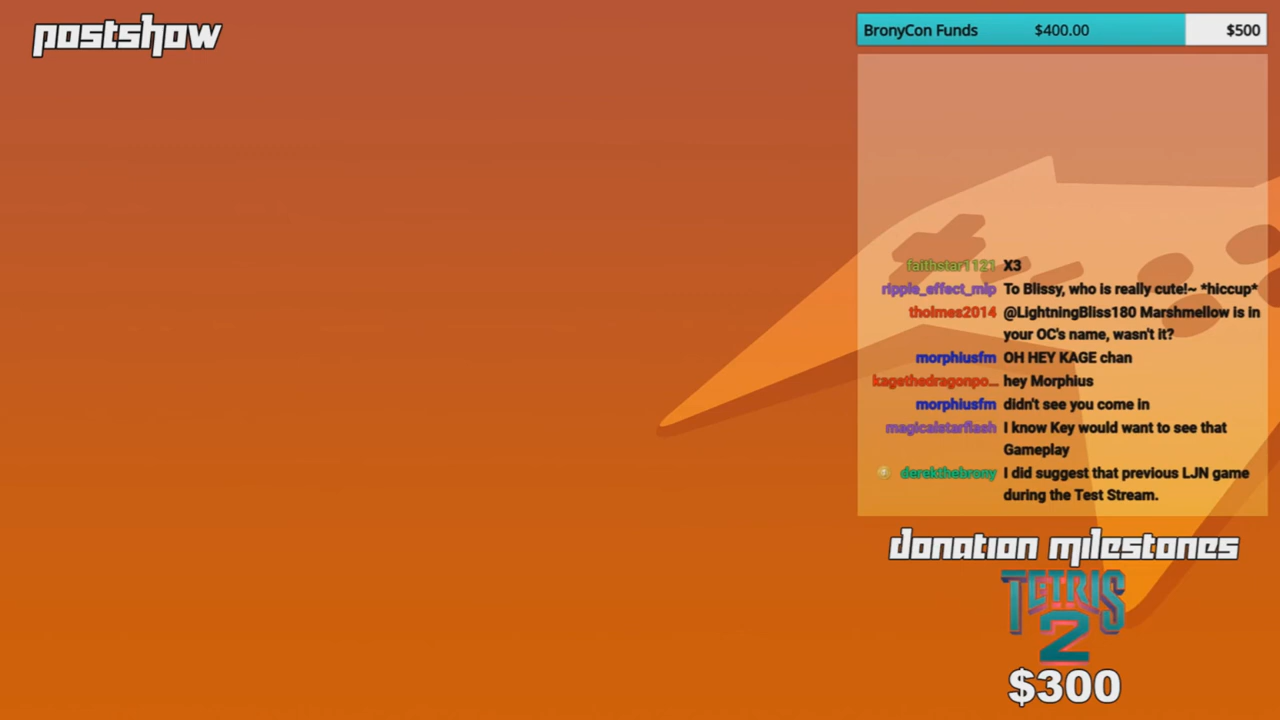 postshow
BronyCon Funds $400.00 $500
faithstar1121 X3
ripple_effect_mlp To Blissy, who is really cute!~ *hiccup*
tholmes2014 @LightningBliss180 Marshmellow is in
your OC's name, wasn't it?
morphiusfm OH HEY KAGE chan
kagethedragonpo... hey Morphius
morphiusfm didn't see you come in
magicalstarflash I know Key would want to see that
Gameplay
derekthebrony I did suggest that previous LJN game
during the Test Stream.
donation milestones
TETRIS
2
$300